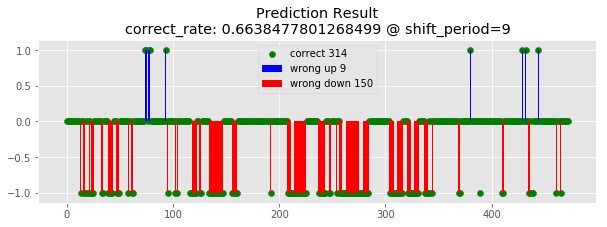 Prediction Result
correct_rate: 0.6638477801268499 @ shift_period=9
correct 314
wrong up 9
wrong down 150
1.0
0.5
0.0
−0.5
−1.0
0 100 200 300 400